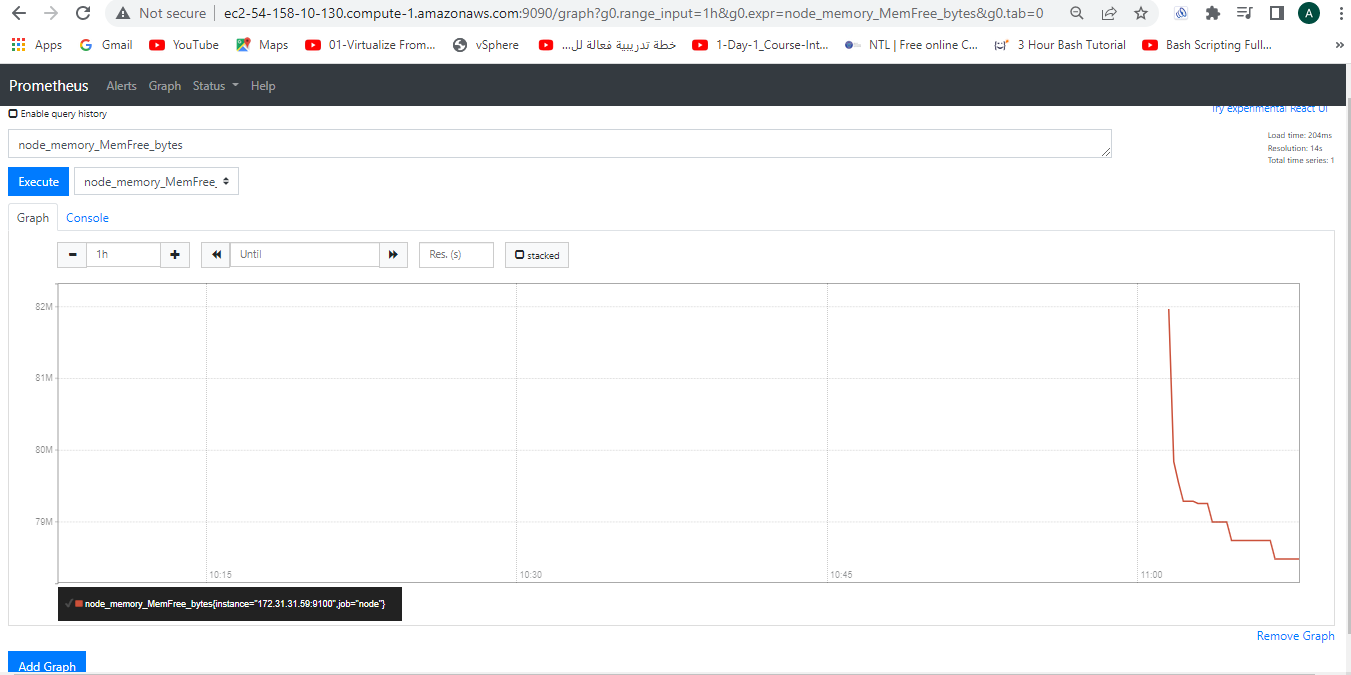 Not secure | ec2-54-158-10-130.compute-1.amazonaws.com:9090/graph?g0.range_input=1h&g0.expr=node_memory_MemFree_bytes&g0.tab=0 A
Apps Gmail YouTube Maps 01-Virtualize From... vSphere خطة تدريبية فعالة لل... 1-Day-1_Course-Int... NTL | Free online C... 3 Hour Bash Tutorial Bash Scripting Full... »
Prometheus Alerts Graph Status Help
Try experimental React UI
Enable query history
node_memory_MemFree_bytes
Load time: 204ms
Resolution: 14s
Total time series: 1
Execute node_memory_MemFree_
Graph Console
1h Until Res. (s) stacked
82M
81M
80M
79M
10:15 10:30 10:45 11:00
node_memory_MemFree_bytes{instance="172.31.31.59:9100",job="node"}
Remove Graph
Add Graph